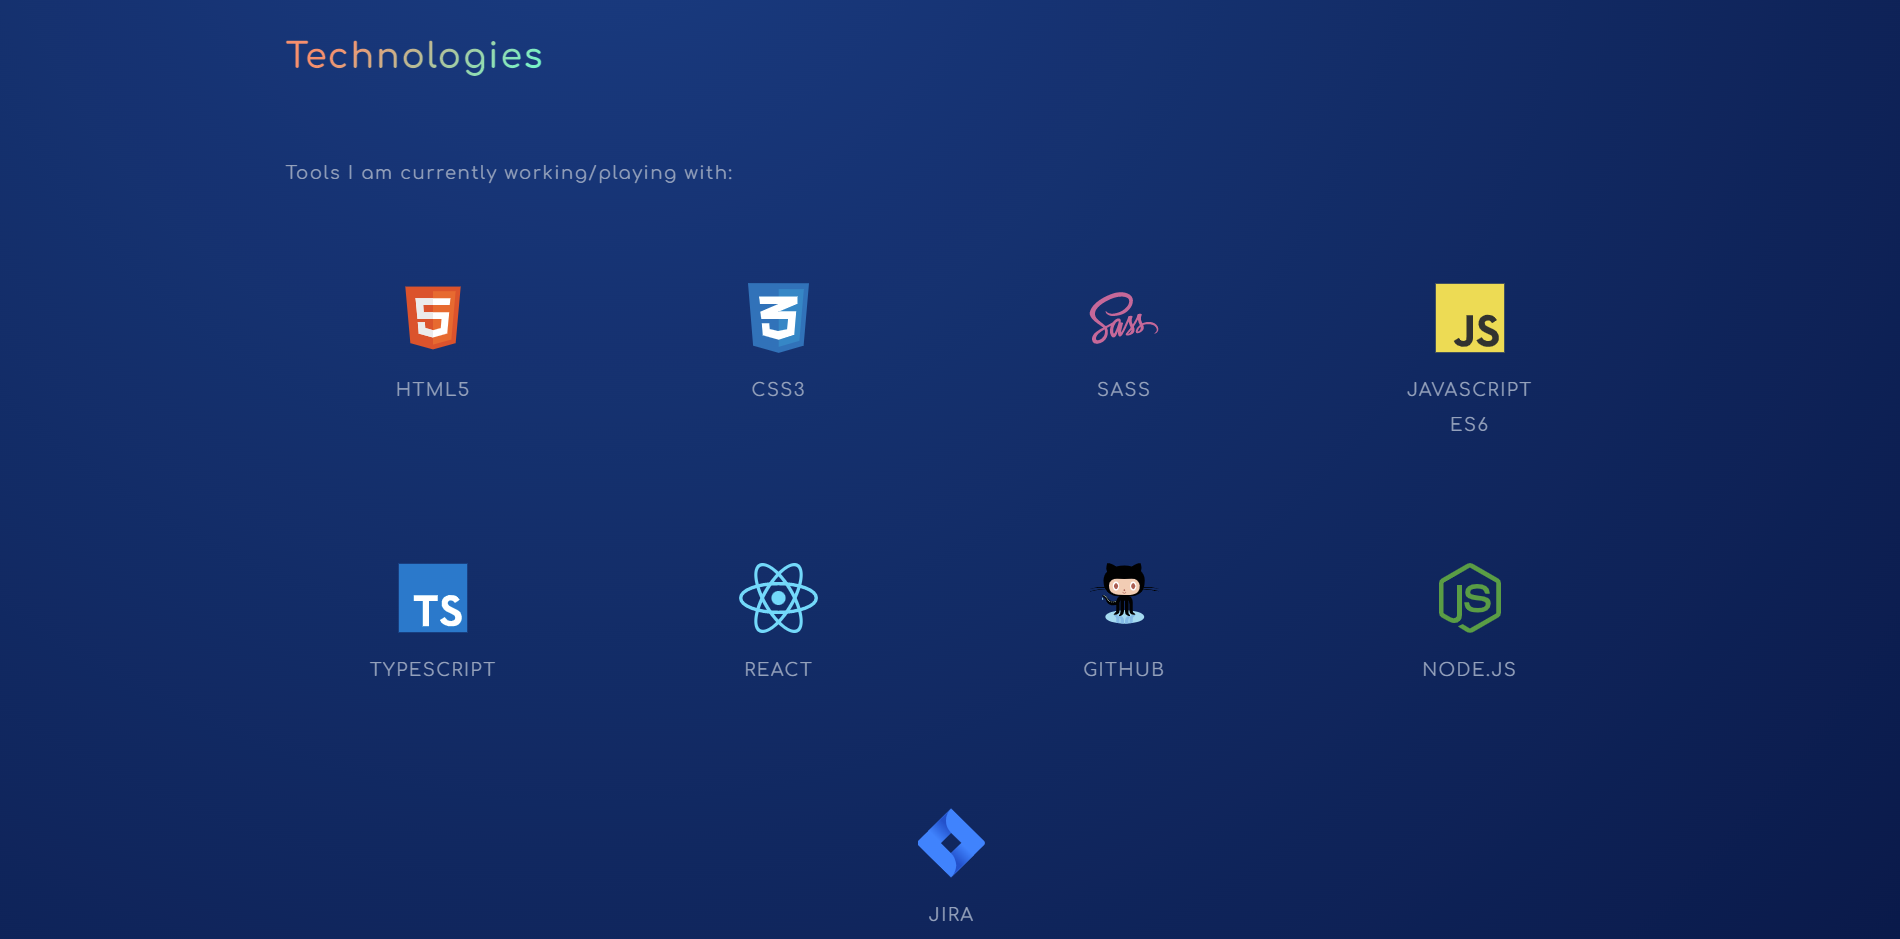 Technologies
Tools I am currently working/playing with:
5
3
Sass
JS
HTML5
CSS3
SASS
JAVASCRIPT
ES6
TS
JS
TYPESCRIPT
REACT
GITHUB
NODE.JS
JIRA